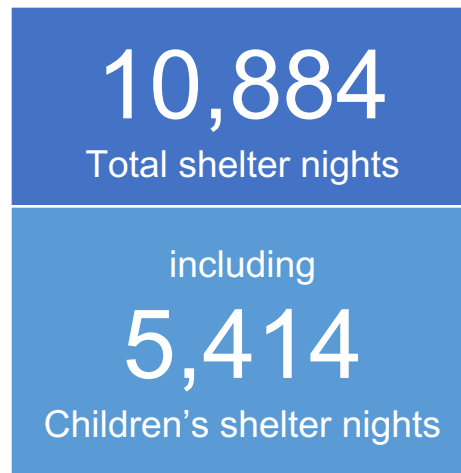 10,884
Total shelter nights
including
5,414
Children’s shelter nights